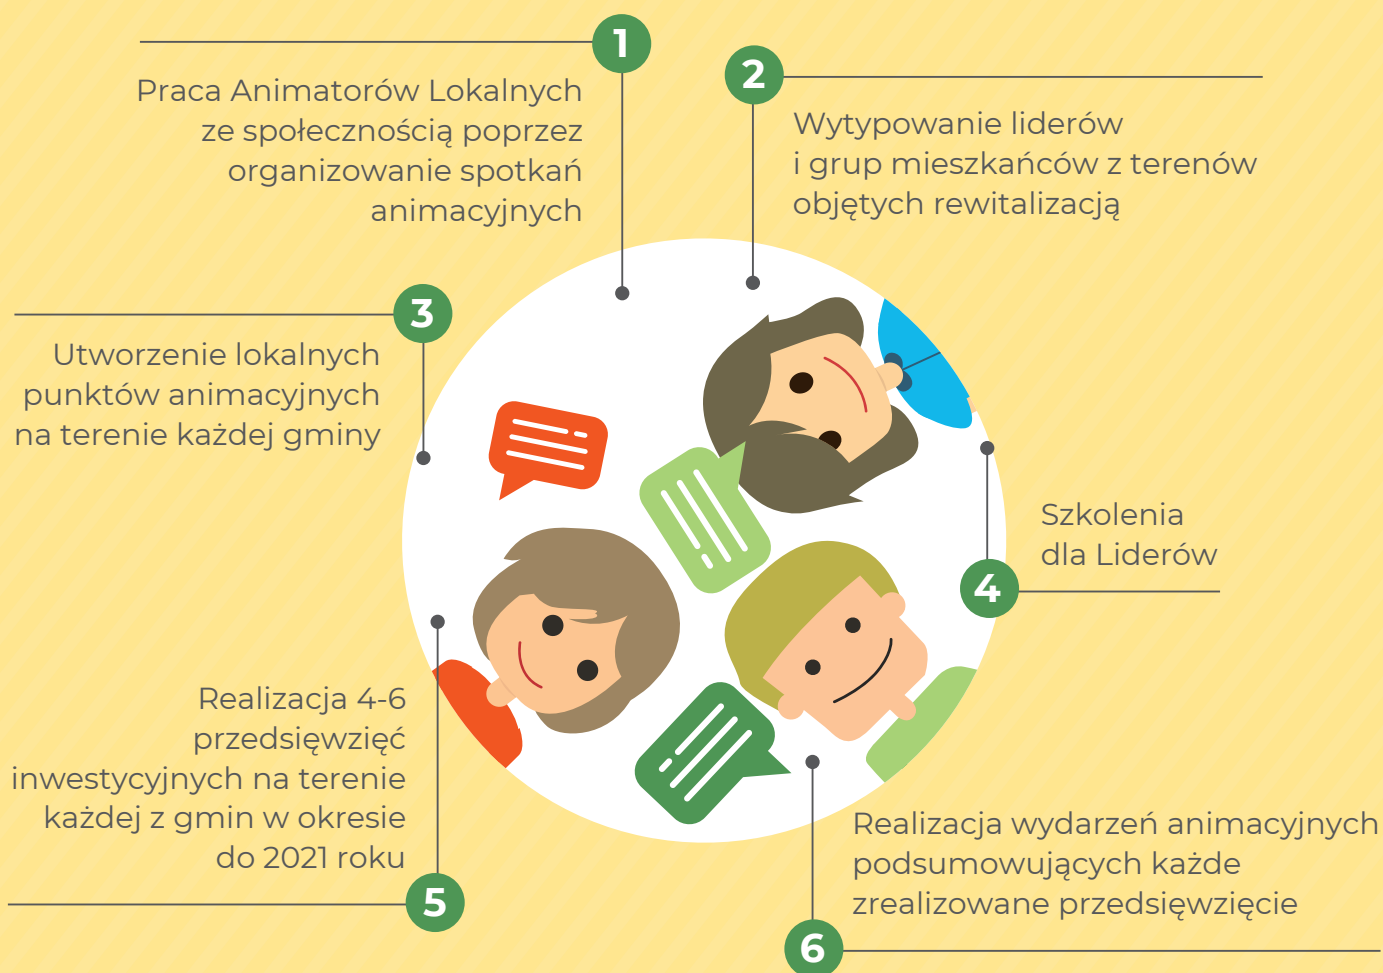 1
Praca Animatorów Lokalnych
ze społecznością poprzez
organizowanie spotkań
animacyjnych
2
Wytypowanie liderów
i grup mieszkańców z terenów
objętych rewitalizacją
3
Utworzenie lokalnych
punktów animacyjnych
na terenie każdej gminy
4
Szkolenia
dla Liderów
5
Realizacja 4-6
przedsięwzięć
inwestycyjnych na terenie
każdej z gmin w okresie
do 2021 roku
6
Realizacja wydarzeń animacyjnych
podsumowujących każde
zrealizowane przedsięwzięcie